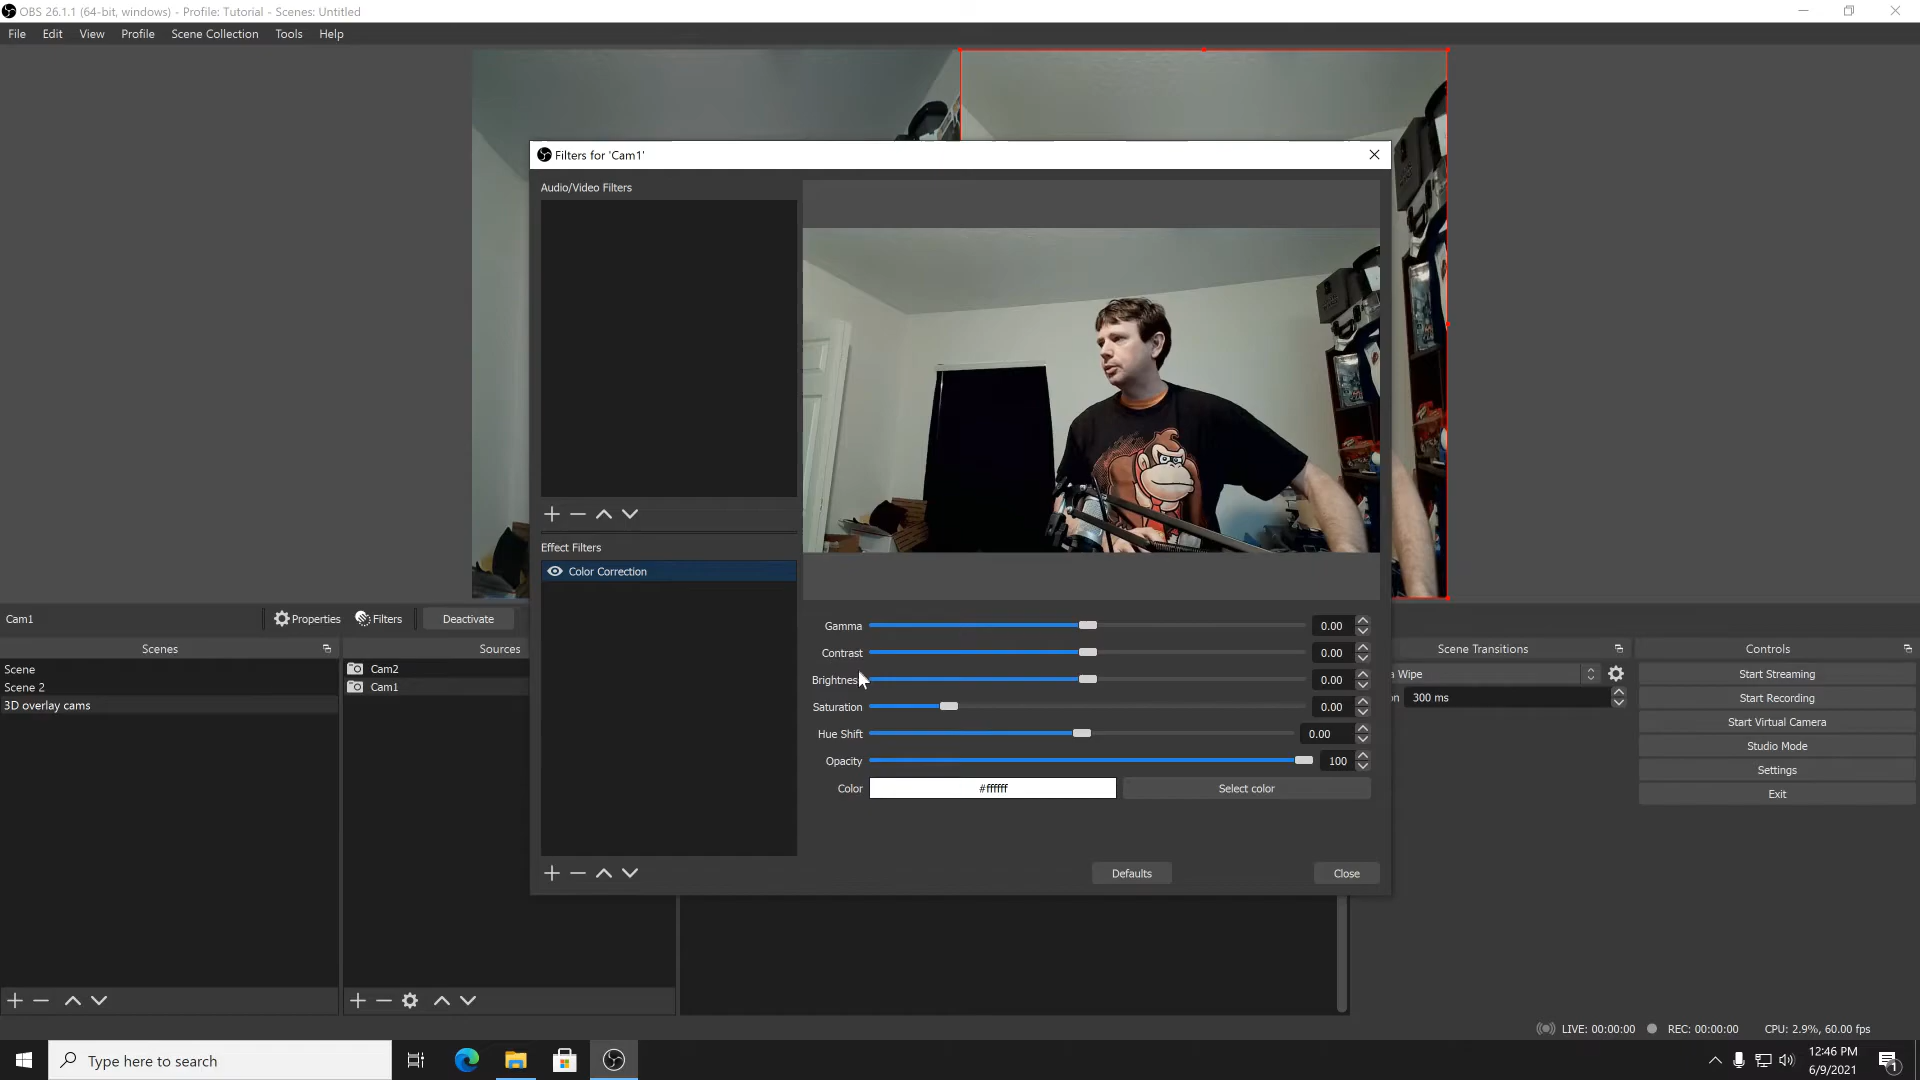 OBS 26.1.1 (64-bit, windows) - Profile: Tutorial - Scenes: Untitled
File Edit View Profile Scene Collection Tools Help
Filters for 'Cam1'
Audio/Video Filters
Effect Filters
Color Correction
Gamma 0.00
Contrast 0.00
Brightness 0.00
Saturation 0.00
Hue Shift 0.00
Opacity 100
Color #ffffff Select color
Defaults Close
Cam1 Properties Filters Deactivate
Scenes
Scene
Scene 2
3D overlay cams
Sources
Cam2
Cam1
Scene Transitions
Wipe
300 ms
Controls
Start Streaming
Start Recording
Start Virtual Camera
Studio Mode
Settings
Exit
LIVE: 00:00:00 REC: 00:00:00 CPU: 2.9%, 60.00 fps
Type here to search
12:46 PM
6/9/2021
1